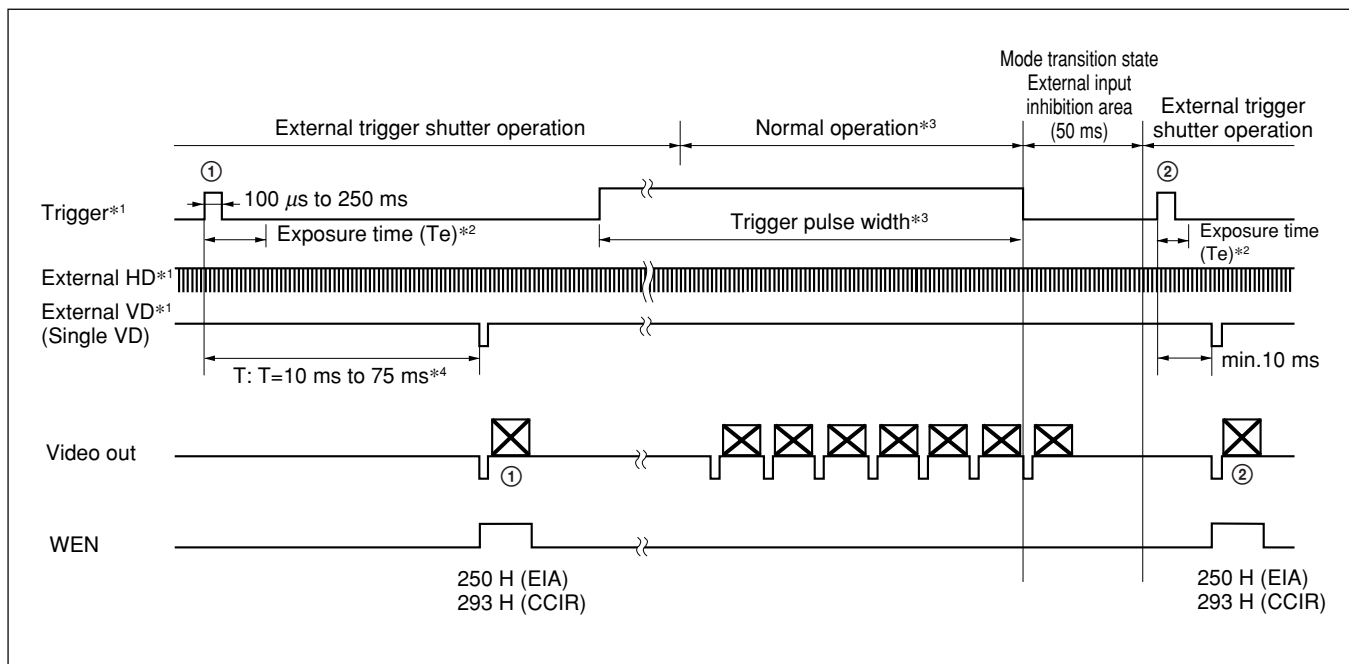 Mode transition state
External input
inhibition area
(50 ms)
External trigger shutter operation
Normal operation*3
External trigger
shutter operation
①
②
Trigger*1
100 µs to 250 ms
Exposure time (Te)*2
Trigger pulse width*3
Exposure time
(Te)*2
External HD*1
External VD*1
(Single VD)
T: T=10 ms to 75 ms*4
min.10 ms
Video out
①
②
WEN
250 H (EIA)
293 H (CCIR)
250 H (EIA)
293 H (CCIR)